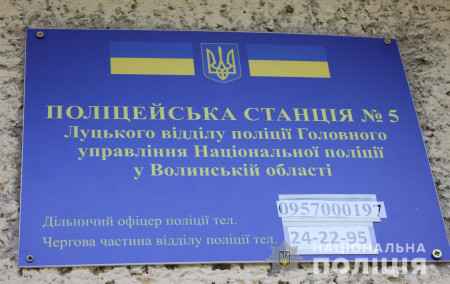 ПОЛІЦЕЙСЬКА СТАНЦІЯ № 5
Луцького відділу поліції Головного
управління Національної поліції
у Волинській області
Дільничий офіцер поліції тел. 0957000197
Чергова частина відділу поліції тел. 24-22-95
НАЦІОНАЛЬНА
ПОЛІЦІЯ